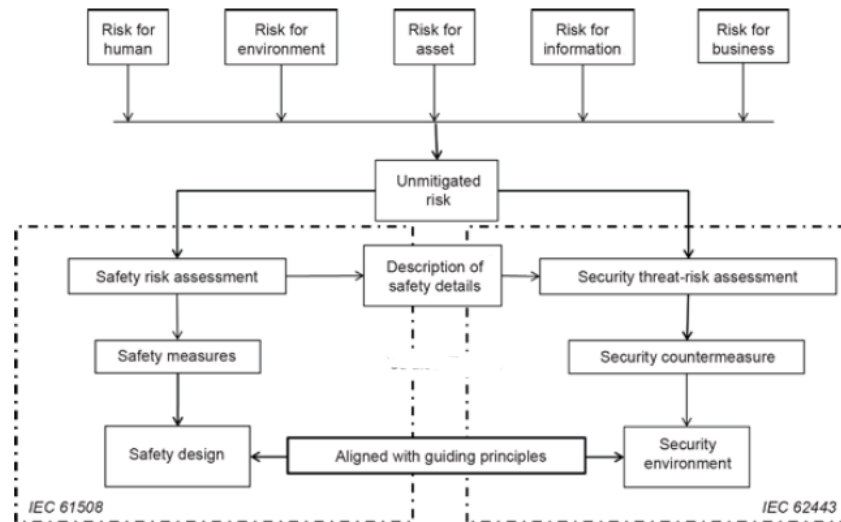 Risk for
human
Risk for
environment
Risk for
asset
Risk for
information
Risk for
business
Unmitigated
risk
Safety risk assessment
Description of
safety details
Security threat-risk assessment
Safety measures
Security countermeasure
Safety design
Aligned with guiding principles
Security
environment
IEC 61508
IEC 62443